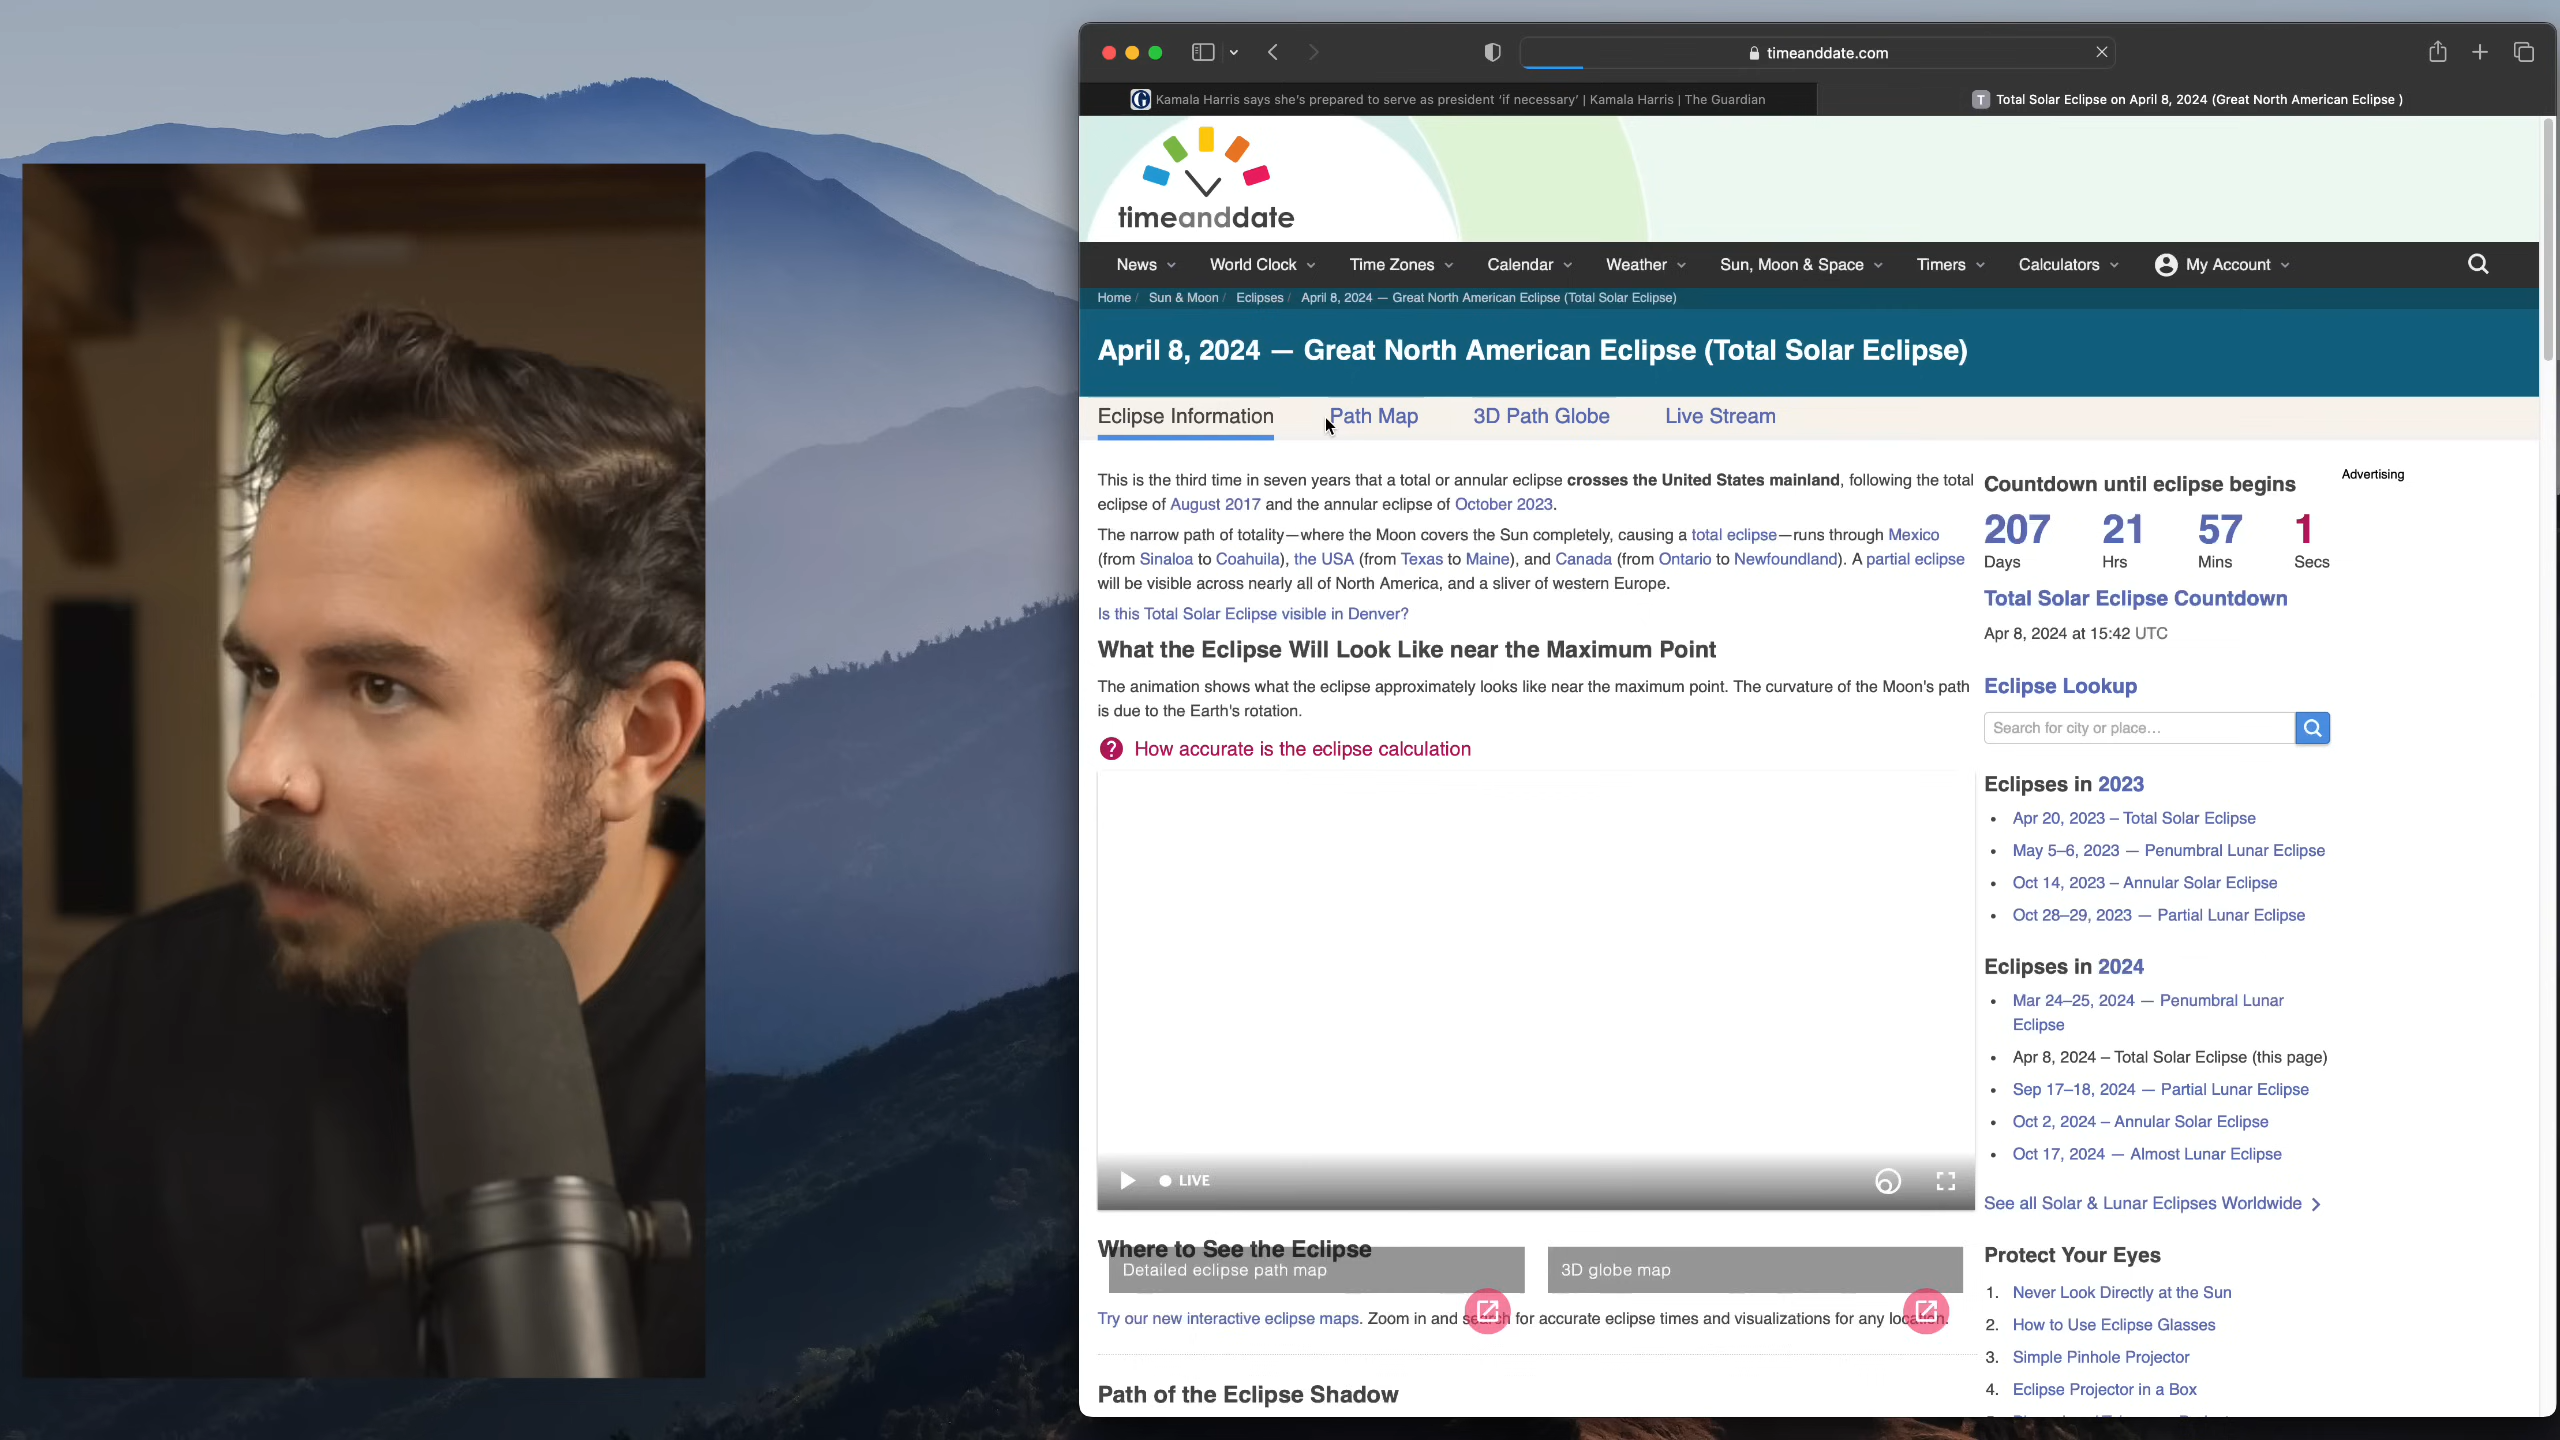 timeanddate.com
Kamala Harris says she's prepared to serve as president 'if necessary' | Kamala Harris | The Guardian
T Total Solar Eclipse on April 8, 2024 (Great North American Eclipse )
timeanddate
News World Clock Time Zones Calendar Weather Sun, Moon & Space Timers Calculators My Account
Home / Sun & Moon / Eclipses / April 8, 2024 — Great North American Eclipse (Total Solar Eclipse)
April 8, 2024 — Great North American Eclipse (Total Solar Eclipse)
Eclipse Information Path Map 3D Path Globe Live Stream
This is the third time in seven years that a total or annular eclipse crosses the United States mainland, following the total
eclipse of August 2017 and the annular eclipse of October 2023.
The narrow path of totality—where the Moon covers the Sun completely, causing a total eclipse—runs through Mexico
(from Sinaloa to Coahuila), the USA (from Texas to Maine), and Canada (from Ontario to Newfoundland). A partial eclipse
will be visible across nearly all of North America, and a sliver of western Europe.
Is this Total Solar Eclipse visible in Denver?
What the Eclipse Will Look Like near the Maximum Point
The animation shows what the eclipse approximately looks like near the maximum point. The curvature of the Moon's path
is due to the Earth's rotation.
? How accurate is the eclipse calculation
LIVE
Where to See the Eclipse
Detailed eclipse path map
3D globe map
Try our new interactive eclipse maps. Zoom in and search for accurate eclipse times and visualizations for any location.
Path of the Eclipse Shadow
Countdown until eclipse begins
Advertising
207 21 57 1
Days Hrs Mins Secs
Total Solar Eclipse Countdown
Apr 8, 2024 at 15:42 UTC
Eclipse Lookup
Search for city or place...
Eclipses in 2023
• Apr 20, 2023 – Total Solar Eclipse
• May 5–6, 2023 — Penumbral Lunar Eclipse
• Oct 14, 2023 – Annular Solar Eclipse
• Oct 28–29, 2023 — Partial Lunar Eclipse
Eclipses in 2024
• Mar 24–25, 2024 — Penumbral Lunar
Eclipse
• Apr 8, 2024 – Total Solar Eclipse (this page)
• Sep 17–18, 2024 — Partial Lunar Eclipse
• Oct 2, 2024 – Annular Solar Eclipse
• Oct 17, 2024 — Almost Lunar Eclipse
See all Solar & Lunar Eclipses Worldwide
Protect Your Eyes
1. Never Look Directly at the Sun
2. How to Use Eclipse Glasses
3. Simple Pinhole Projector
4. Eclipse Projector in a Box